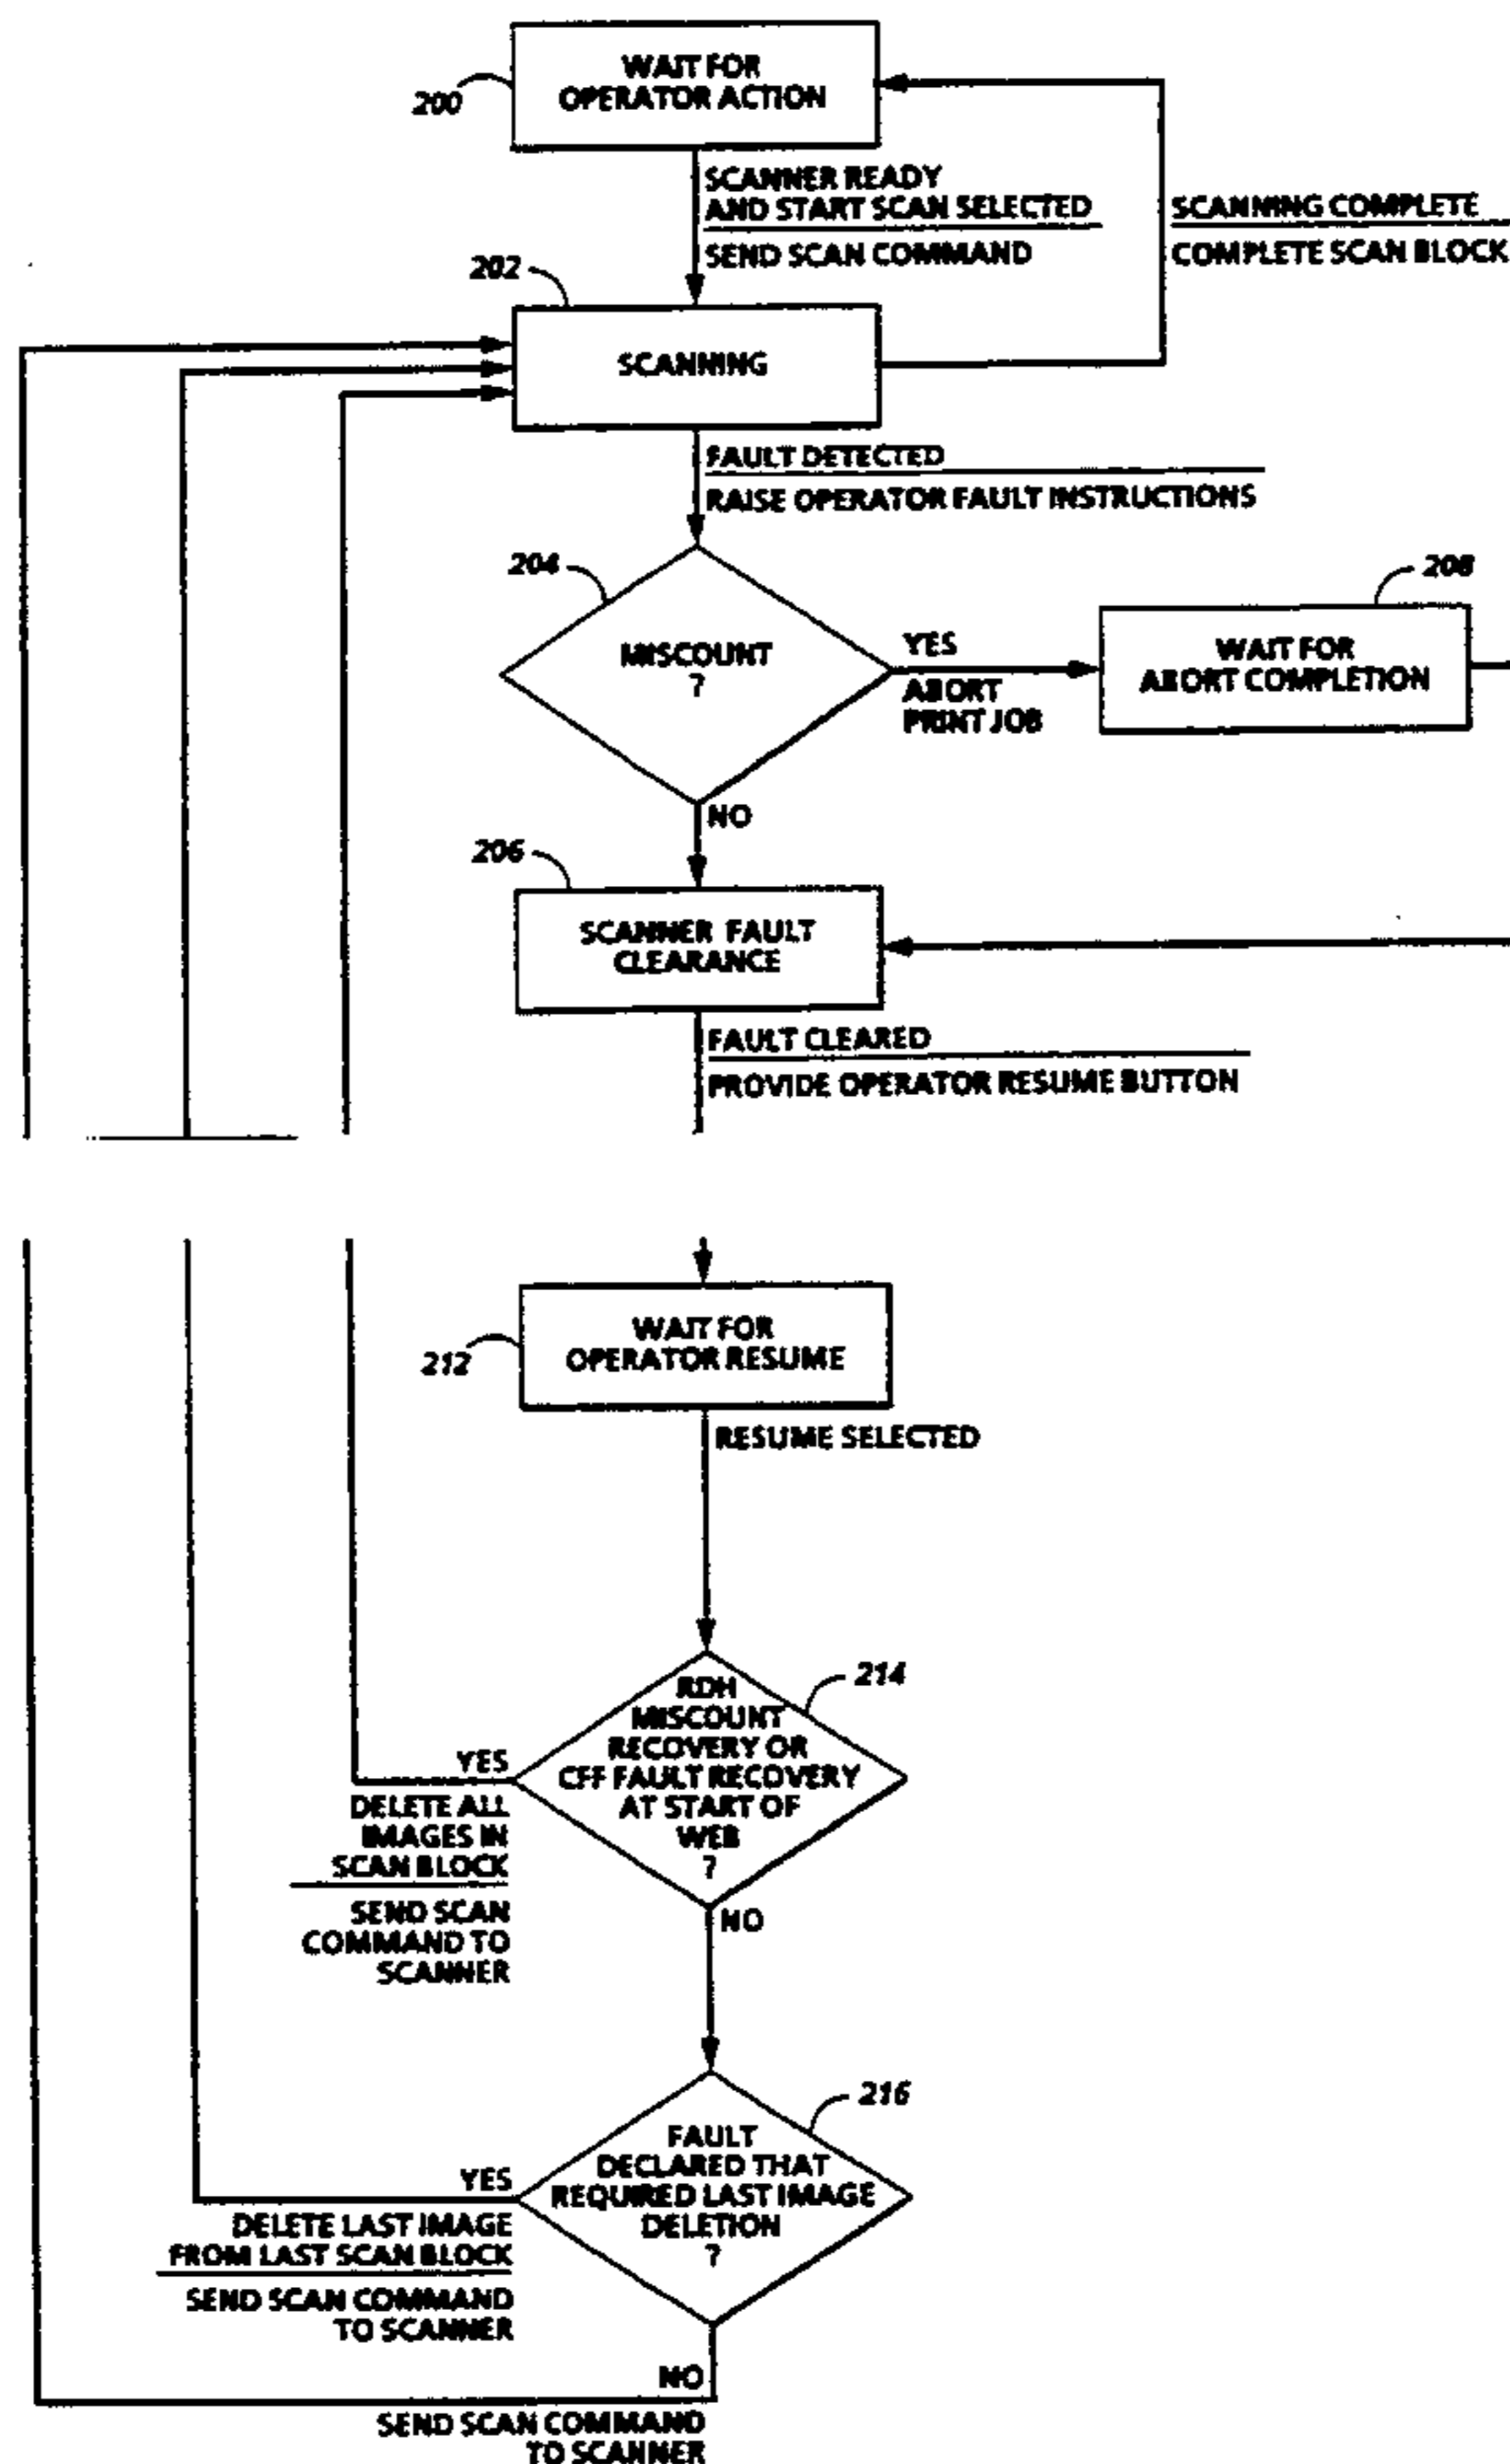 WAIT FOR
OPERATOR ACTION
200
SCANNER READY
AND START SCAN SELECTED
SEND SCAN COMMAND
SCANNING COMPLETE
COMPLETE SCAN BLOCK
202
SCANNING
FAULT DETECTED
RAISE OPERATOR FAULT INSTRUCTIONS
204
MISCOUNT
?
YES
ABORT
PRINT JOB
208
WAIT FOR
ABORT COMPLETION
NO
206
SCANNER FAULT
CLEARANCE
FAULT CLEARED
PROVIDE OPERATOR RESUME BUTTON
WAIT FOR
OPERATOR RESUME
212
RESUME SELECTED
214
RDH
MISCOUNT
RECOVERY OR
CFF FAULT RECOVERY
AT START OF
WEB
?
YES
DELETE ALL
IMAGES IN
SCAN BLOCK
SEND SCAN
COMMAND TO
SCANNER
NO
216
FAULT
DECLARED THAT
REQUIRED LAST IMAGE
DELETION
?
YES
DELETE LAST IMAGE
FROM LAST SCAN BLOCK
SEND SCAN COMMAND
TO SCANNER
NO
SEND SCAN COMMAND
TO SCANNER